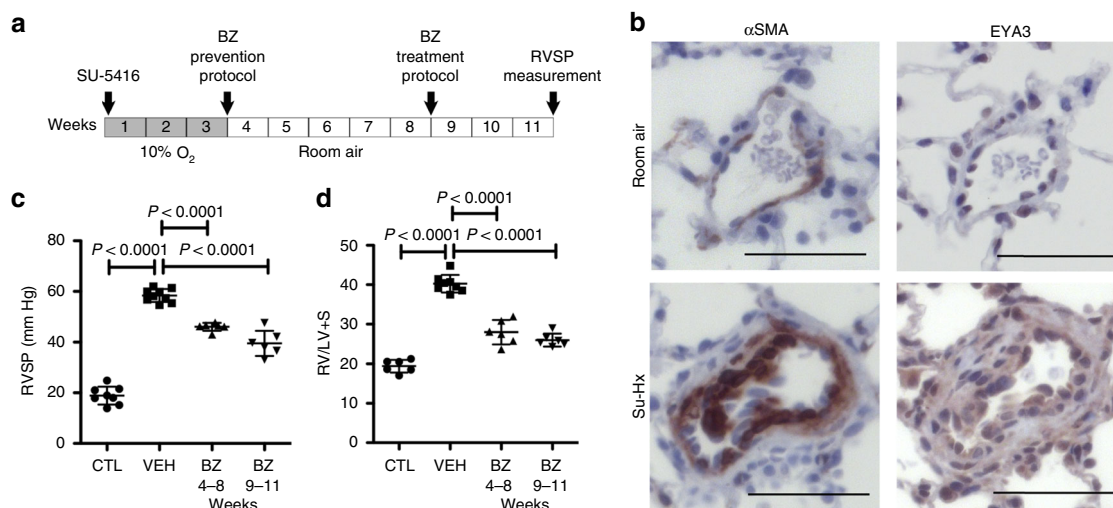 a
SU-5416
BZ
prevention
protocol
BZ
treatment
protocol
RVSP
measurement
Weeks 1 2 3 4 5 6 7 8 9 10 11
10% O2
Room air
b
αSMA
EYA3
Room air
Su-Hx
c
P < 0.0001
P < 0.0001
P < 0.0001
RVSP (mm Hg)
80
60
40
20
0
CTL
VEH
BZ
4–8
BZ
9–11
Weeks
d
P < 0.0001
P < 0.0001
P < 0.0001
RV/LV+S
50
40
30
20
10
0
CTL
VEH
BZ
4–8
BZ
9–11
Weeks